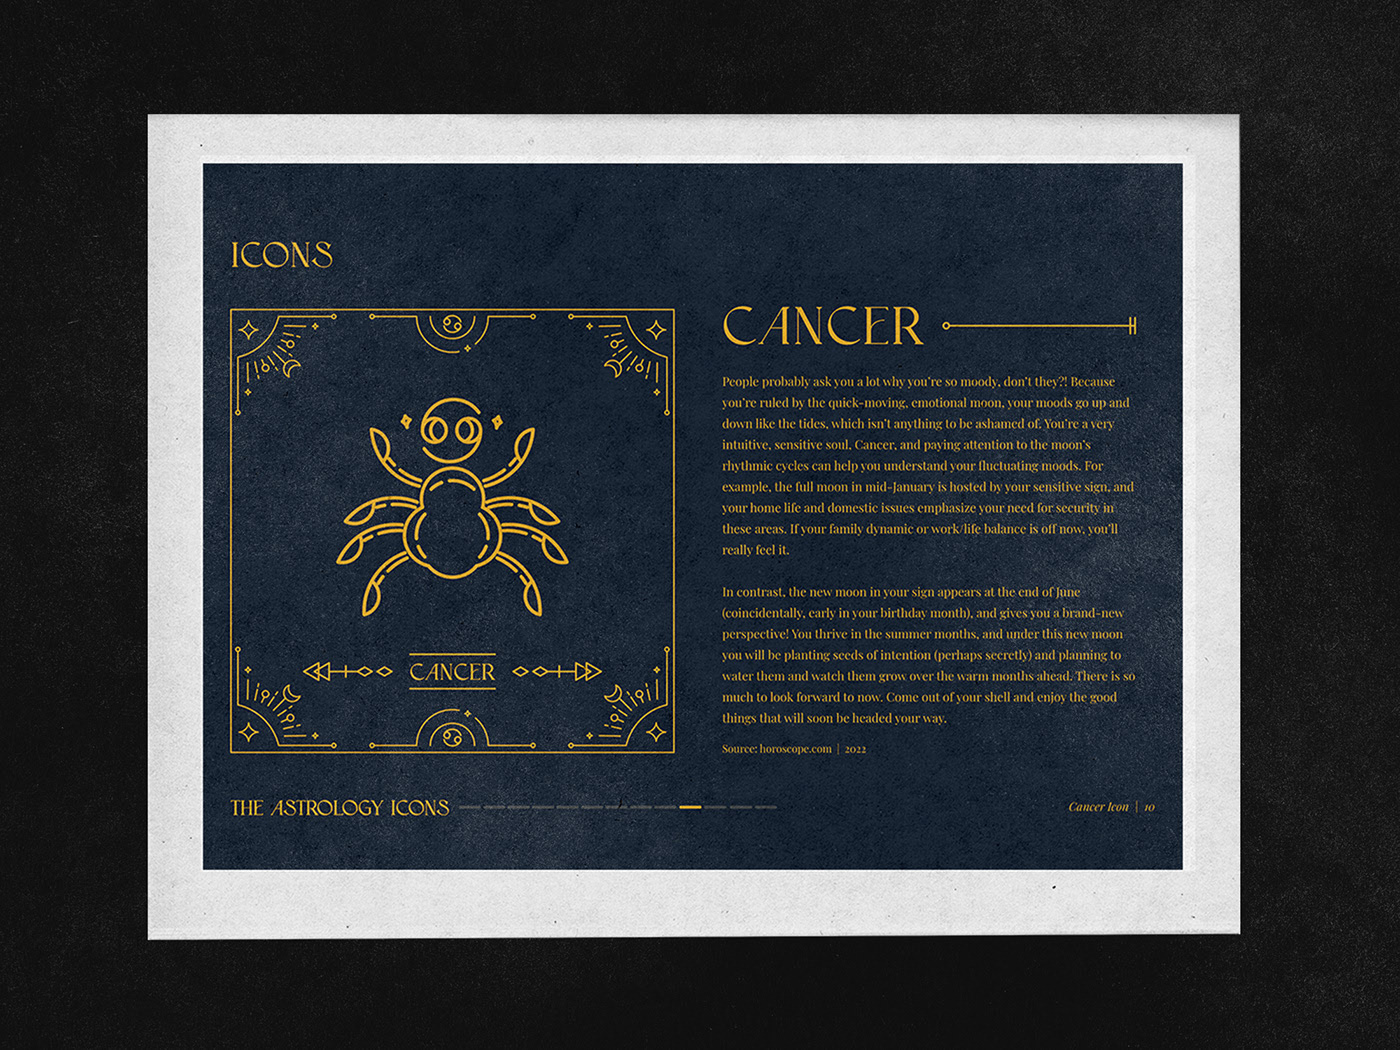 ICONS
CANCER
CANCER
People probably ask you a lot why you're so moody, don't they?! Because
you're ruled by the quick-moving, emotional moon, your moods go up and
down like the tides, which isn't anything to be ashamed of. You're a very
intuitive, sensitive soul, Cancer, and paying attention to the moon's
rhythmic cycles can help you understand your fluctuating moods. For
example, the full moon in mid-January is hosted by your sensitive sign, and
your home life and domestic issues emphasize your need for security in
these areas. If your family dynamic or work/life balance is off now, you'll
really feel it.
In contrast, the new moon in your sign appears at the end of June
(coincidentally, early in your birthday month), and gives you a brand-new
perspective! You thrive in the summer months, and under this new moon
you will be planting seeds of intention (perhaps secretly) and planning to
water them and watch them grow over the warm months ahead. There is so
much to look forward to now. Come out of your shell and enjoy the good
things that will soon be headed your way.
Source: horoscope.com | 2022
THE ASTROLOGY ICONS
Cancer Icon | 10